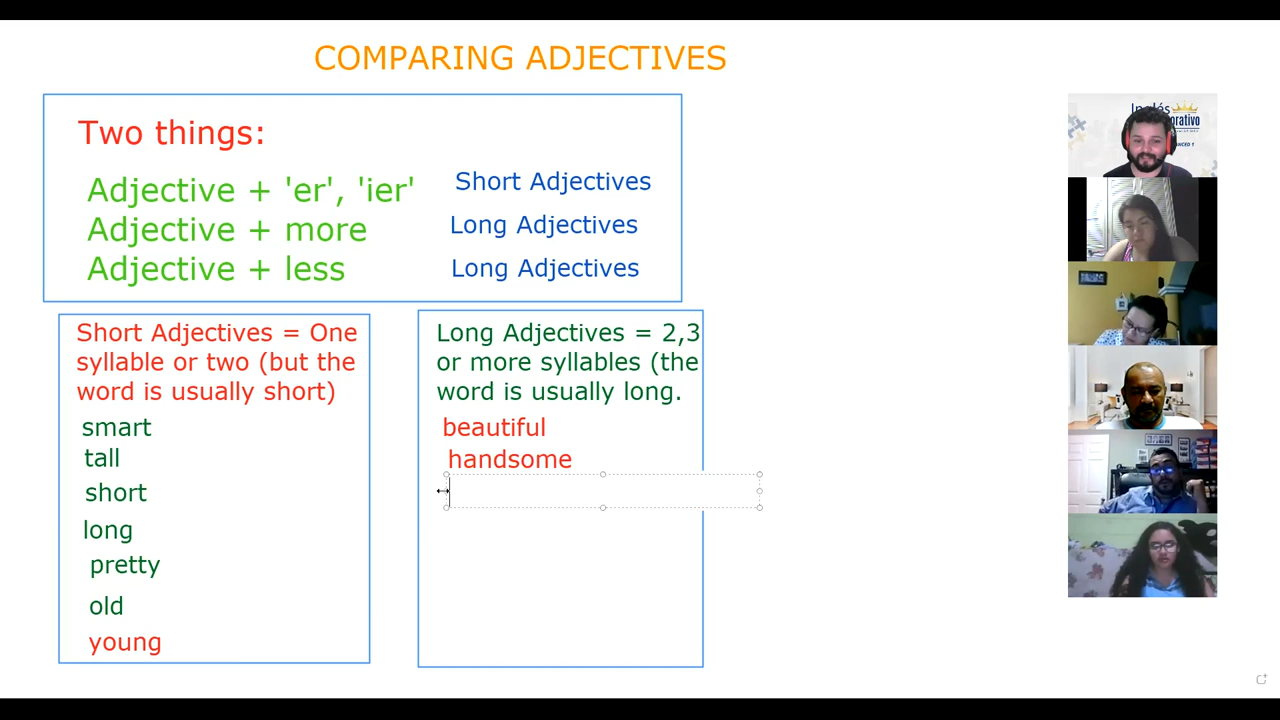 COMPARING ADJECTIVES
Two things:
Adjective + 'er', 'ier'
Short Adjectives
Adjective + more
Long Adjectives
Adjective + less
Long Adjectives
Short Adjectives = One
syllable or two (but the
word is usually short)
smart
tall
short
long
pretty
old
young
Long Adjectives = 2,3
or more syllables (the
word is usually long.
beautiful
handsome